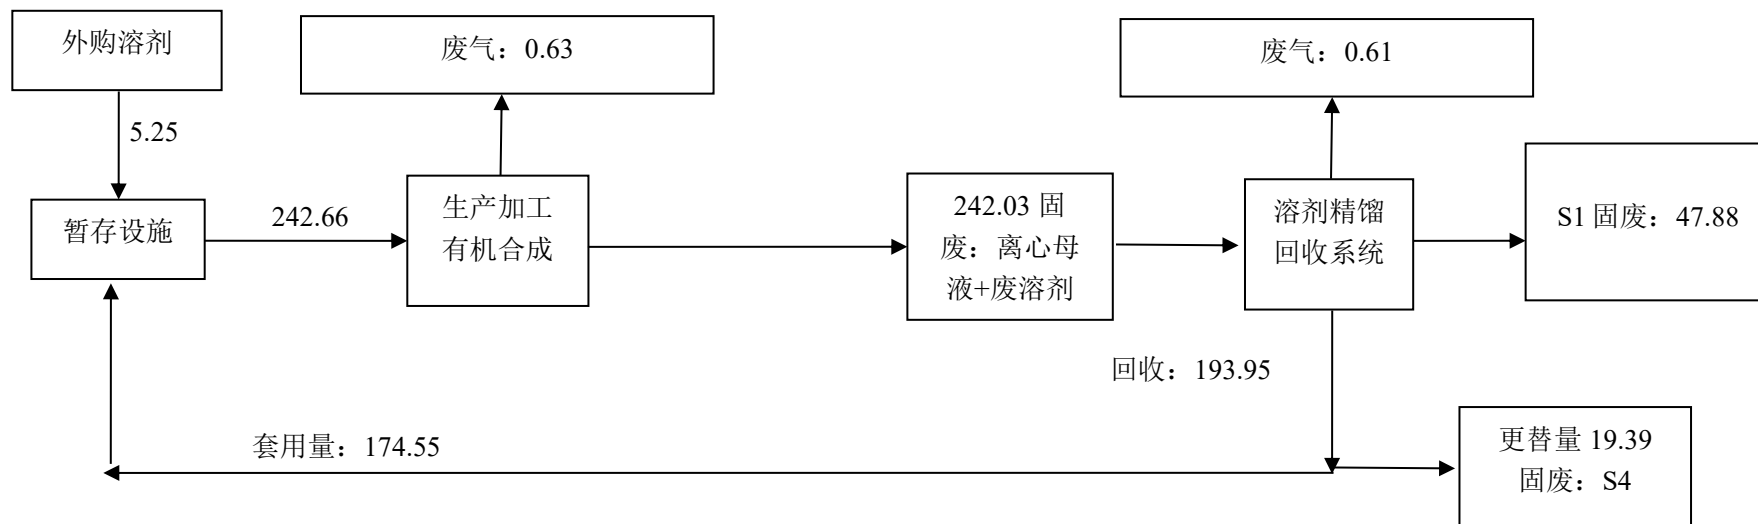 外购溶剂
废气：0.63
废气：0.61
5.25
暂存设施
242.66
生产加工
有机合成
242.03 固
废：离心母
液+废溶剂
溶剂精馏
回收系统
S1 固废：47.88
回收：193.95
套用量：174.55
更替量 19.39
固废：S4